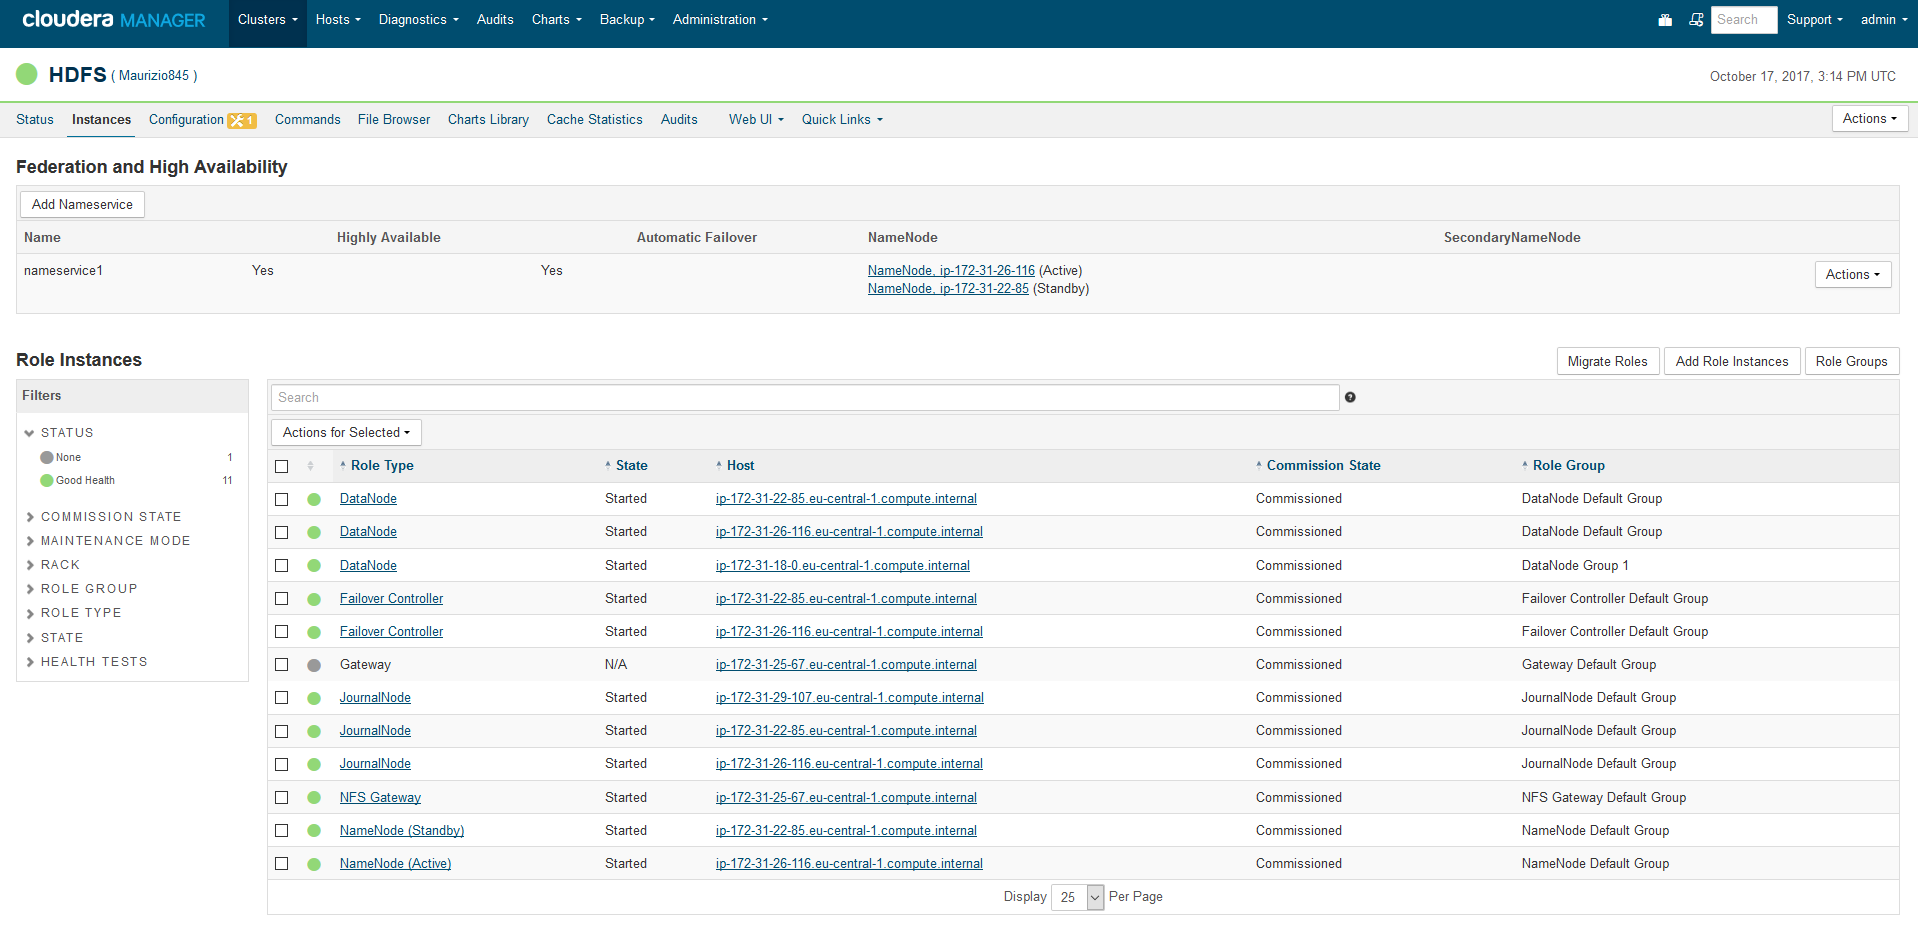 cloudera MANAGER Clusters Hosts Diagnostics Audits Charts Backup Administration Search Support admin
HDFS ( Maurizio845 ) October 17, 2017, 3:14 PM UTC
Status Instances Configuration 1 Commands File Browser Charts Library Cache Statistics Audits Web UI Quick Links Actions
Federation and High Availability
Add Nameservice
Name Highly Available Automatic Failover NameNode SecondaryNameNode
nameservice1 Yes Yes NameNode, ip-172-31-26-116 (Active) Actions
NameNode, ip-172-31-22-85 (Standby)
Role Instances Migrate Roles Add Role Instances Role Groups
Filters
STATUS
None 1
Good Health 11
COMMISSION STATE
MAINTENANCE MODE
RACK
ROLE GROUP
ROLE TYPE
STATE
HEALTH TESTS
Search ?
Actions for Selected
Role Type State Host Commission State Role Group
DataNode Started ip-172-31-22-85.eu-central-1.compute.internal Commissioned DataNode Default Group
DataNode Started ip-172-31-26-116.eu-central-1.compute.internal Commissioned DataNode Default Group
DataNode Started ip-172-31-18-0.eu-central-1.compute.internal Commissioned DataNode Group 1
Failover Controller Started ip-172-31-22-85.eu-central-1.compute.internal Commissioned Failover Controller Default Group
Failover Controller Started ip-172-31-26-116.eu-central-1.compute.internal Commissioned Failover Controller Default Group
Gateway N/A ip-172-31-25-67.eu-central-1.compute.internal Commissioned Gateway Default Group
JournalNode Started ip-172-31-29-107.eu-central-1.compute.internal Commissioned JournalNode Default Group
JournalNode Started ip-172-31-22-85.eu-central-1.compute.internal Commissioned JournalNode Default Group
JournalNode Started ip-172-31-26-116.eu-central-1.compute.internal Commissioned JournalNode Default Group
NFS Gateway Started ip-172-31-25-67.eu-central-1.compute.internal Commissioned NFS Gateway Default Group
NameNode (Standby) Started ip-172-31-22-85.eu-central-1.compute.internal Commissioned NameNode Default Group
NameNode (Active) Started ip-172-31-26-116.eu-central-1.compute.internal Commissioned NameNode Default Group
Display 25 Per Page